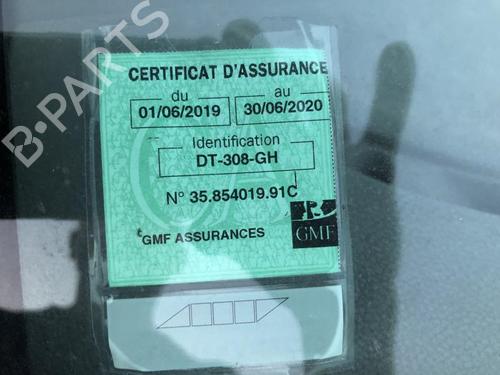 B-PARTS
CERTIFICAT D'ASSURANCE
du au
01/06/2019 30/06/2020
Identification
DT-308-GH
N° 35.854019.91C
GMF ASSURANCES
GMF